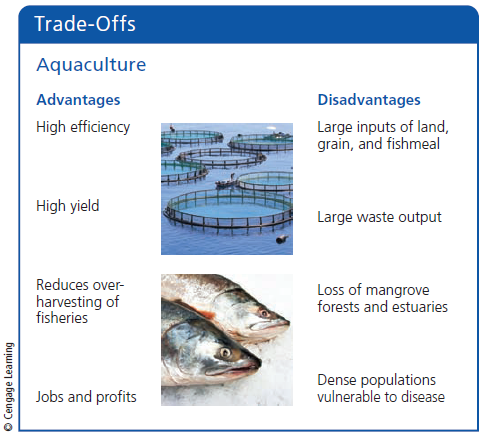 Trade-Offs
Aquaculture
Advantages
High efficiency
High yield
Reduces over-
harvesting of
fisheries
Jobs and profits
Disadvantages
Large inputs of land,
grain, and fishmeal
Large waste output
Loss of mangrove
forests and estuaries
Dense populations
vulnerable to disease
© Cengage Learning